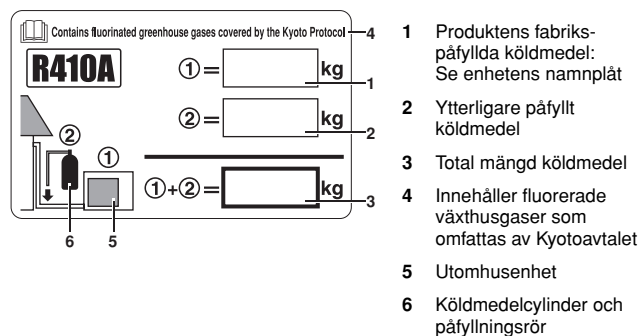 Contains fluorinated greenhouse gases covered by the Kyoto Protocol
4
R410A
① =
kg
1
② =
kg
2
②
①
①+② =
kg
3
6
5
1 Produktens fabriks-
påfyllda köldmedel:
Se enhetens namnplåt
2 Ytterligare påfyllt
köldmedel
3 Total mängd köldmedel
4 Innehåller fluorerade
växthusgaser som
omfattas av Kyotoavtalet
5 Utomhusenhet
6 Köldmedelcylinder och
påfyllningsrör